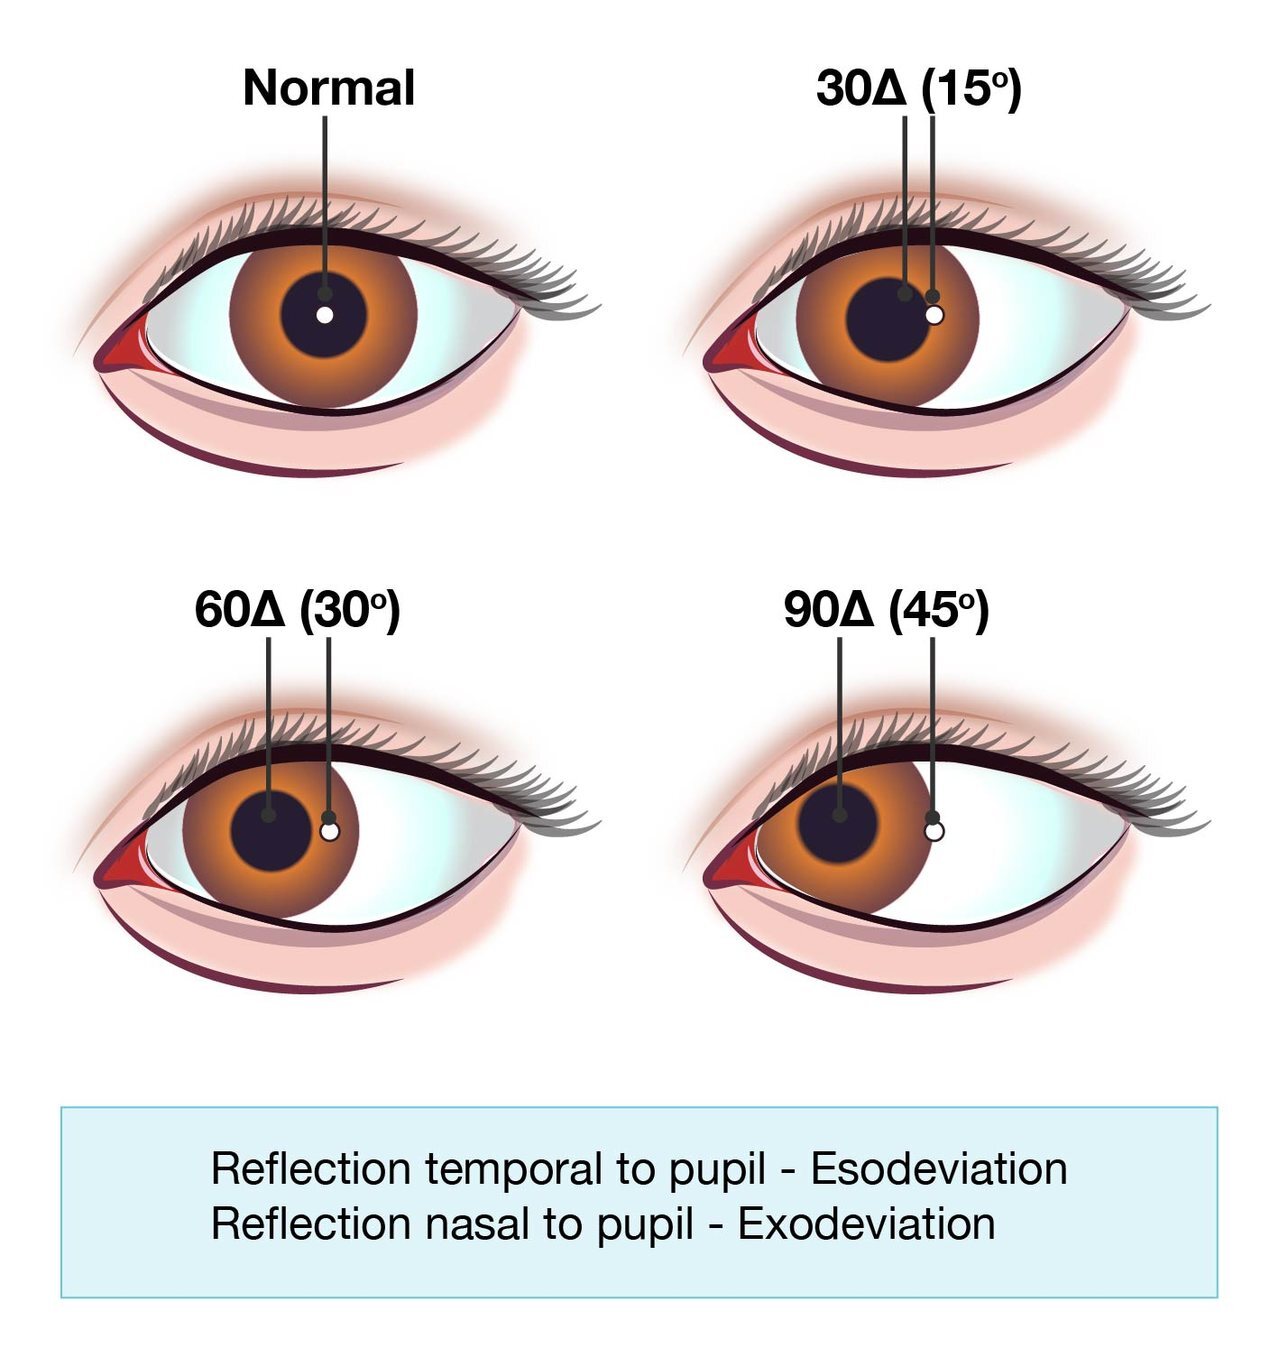 Normal
30Δ (15º)
60Δ (30º)
90Δ (45º)
Reflection temporal to pupil - Esodeviation
Reflection nasal to pupil - Exodeviation